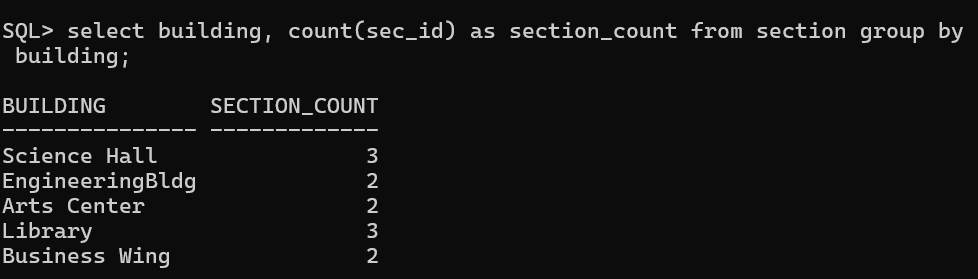 SQL> select building, count(sec_id) as section_count from section group by
 building;

BUILDING        SECTION_COUNT
--------------- -------------
Science Hall                3
EngineeringBldg             2
Arts Center                 2
Library                     3
Business Wing               2